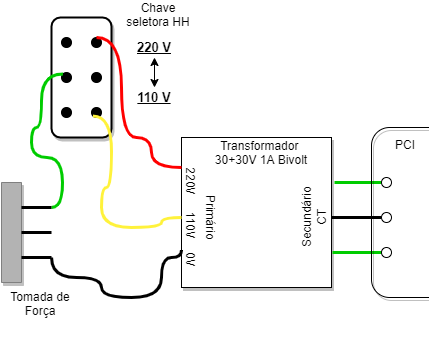 Chave
seletora HH
220 V
110 V
Transformador
30+30V 1A Bivolt
PCI
220V
110V
0V
Primário
Secundário
CT
Tomada de
Força